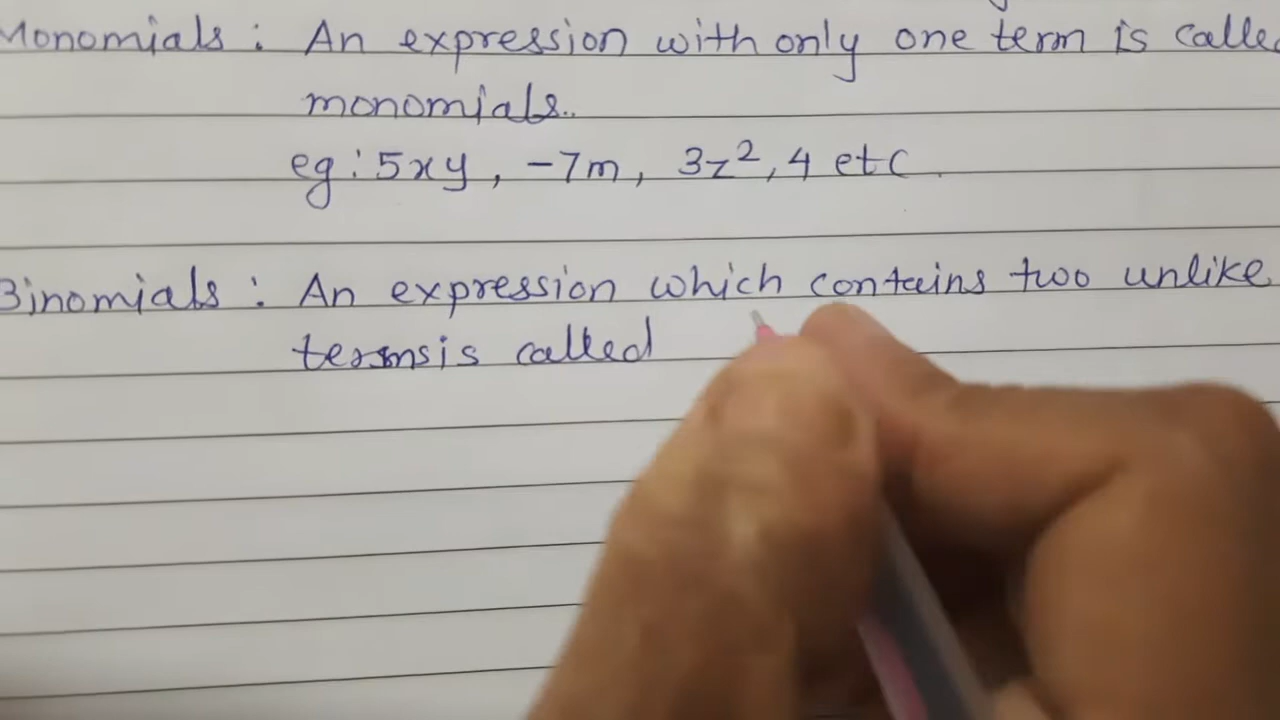 Monomials : An expression with only one term is called
monomials..
eg : 5xy , -7m , 3z², 4 etc .
Binomials : An expression which contains two unlike
terms is called